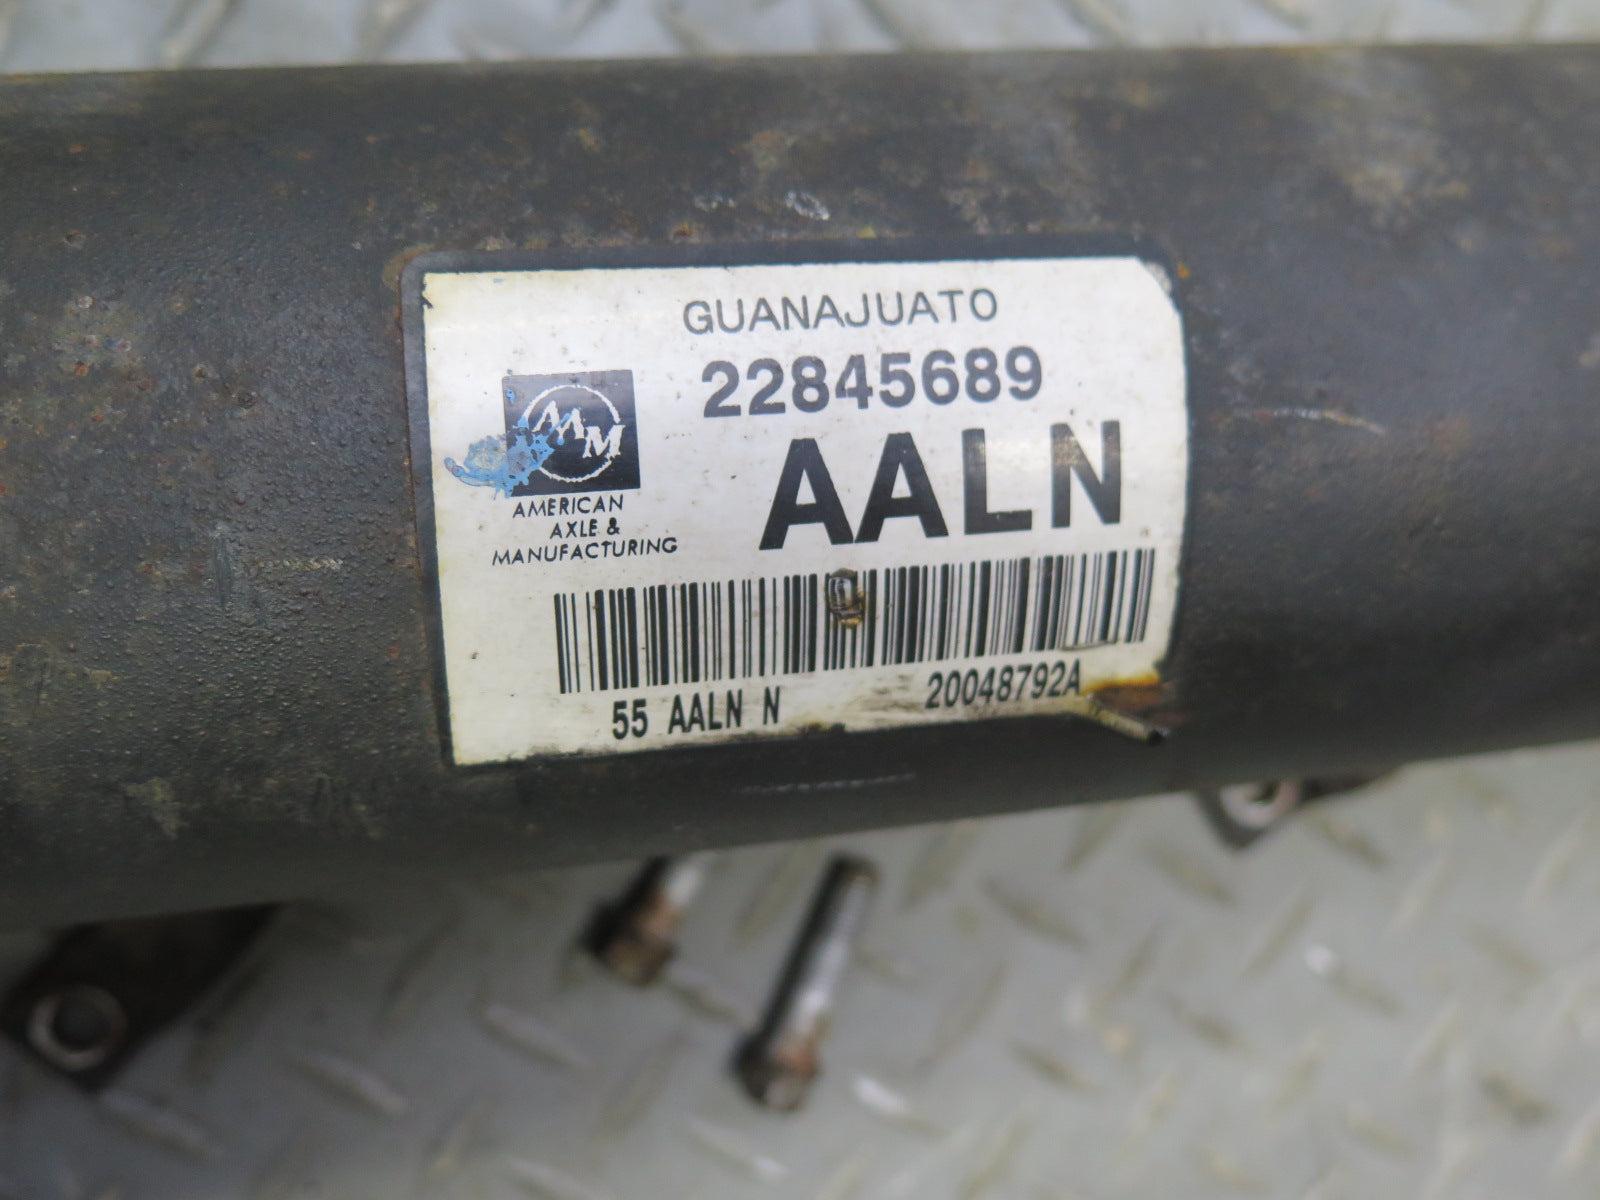 GUANAJUATO
22845689
AALN
AAM
AMERICAN
AXLE &
MANUFACTURING
55 AALN N
20048792A